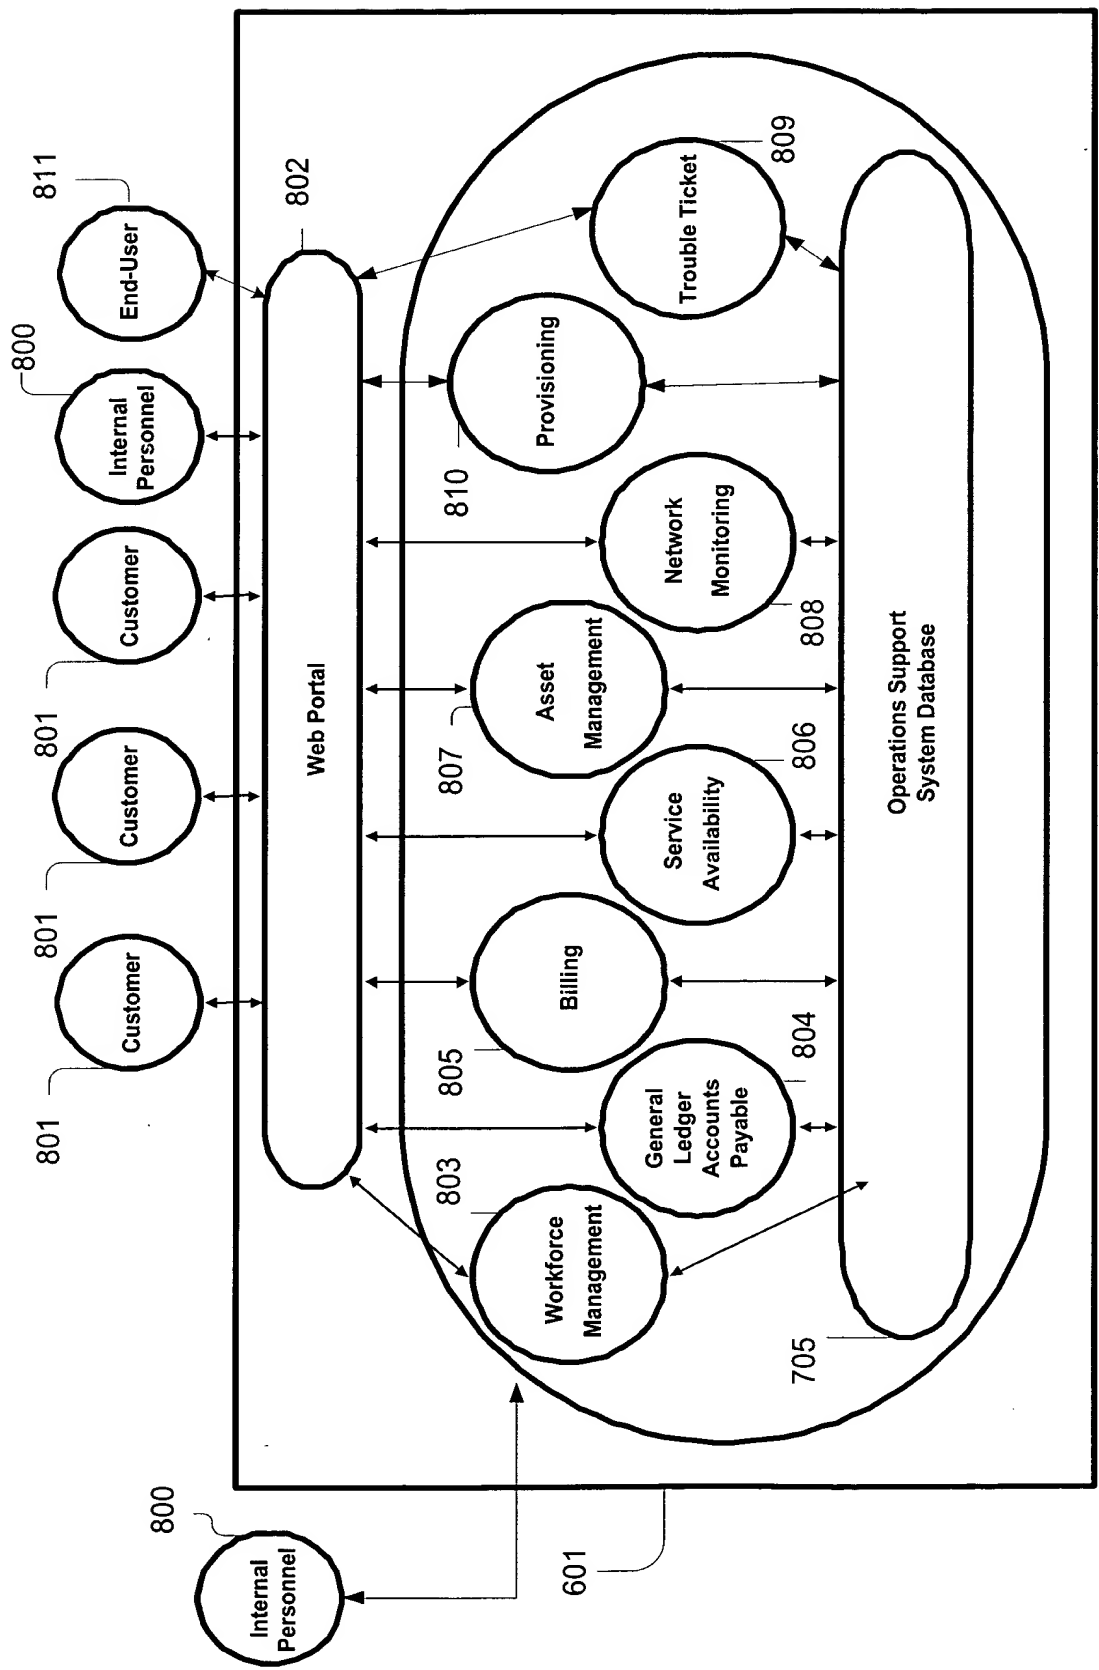 800
Internal
Personnel
601
801
Customer
801
Customer
801
Customer
800
Internal
Personnel
811
End-User
802
Web Portal
803
Workforce
Management
804
General
Ledger
Accounts
Payable
805
Billing
806
Service
Availability
807
Asset
Management
808
Network
Monitoring
810
Provisioning
809
Trouble Ticket
705
Operations Support
System Database